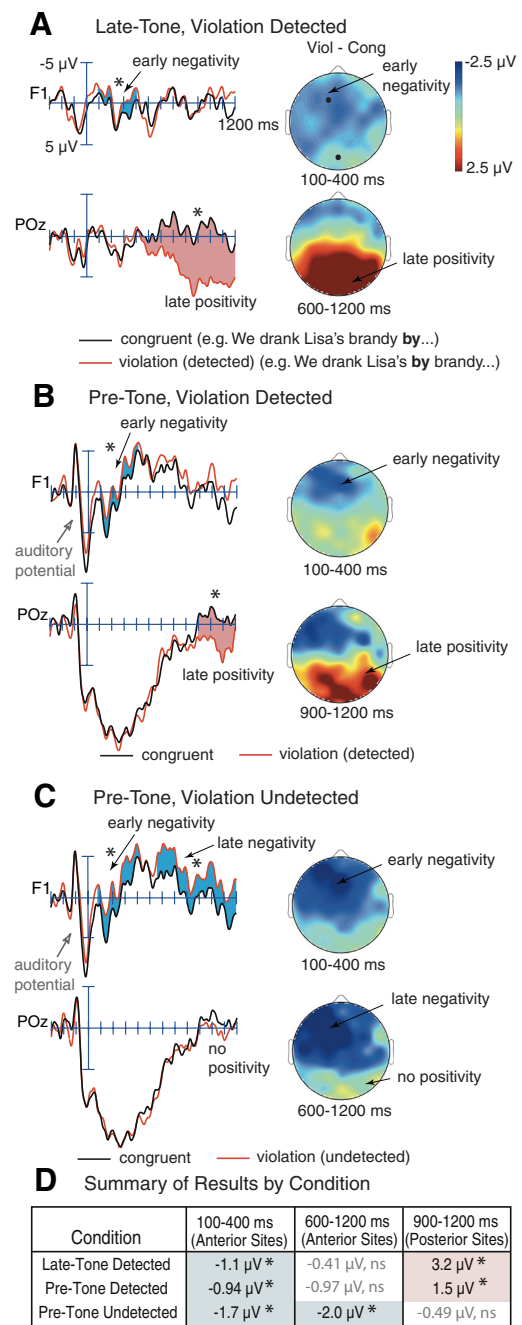 A Late-Tone, Violation Detected
Viol - Cong
-5 µV
early negativity
*
F1
1200 ms
5 µV
early negativity
-2.5 µV
2.5 µV
100-400 ms
POz
*
late positivity
late positivity
600-1200 ms
congruent (e.g. We drank Lisa's brandy by...)
violation (detected) (e.g. We drank Lisa's by brandy...)
B Pre-Tone, Violation Detected
early negativity
*
F1
auditory potential
early negativity
100-400 ms
POz
*
late positivity
late positivity
900-1200 ms
congruent violation (detected)
C Pre-Tone, Violation Undetected
early negativity
late negativity
* *
F1
auditory potential
early negativity
100-400 ms
POz
no positivity
late negativity
no positivity
600-1200 ms
congruent violation (undetected)
D Summary of Results by Condition
Condition 100-400 ms (Anterior Sites) 600-1200 ms (Anterior Sites) 900-1200 ms (Posterior Sites)
Late-Tone Detected -1.1 µV * -0.41 µV, ns 3.2 µV *
Pre-Tone Detected -0.94 µV * -0.97 µV, ns 1.5 µV *
Pre-Tone Undetected -1.7 µV * -2.0 µV * -0.49 µV, ns